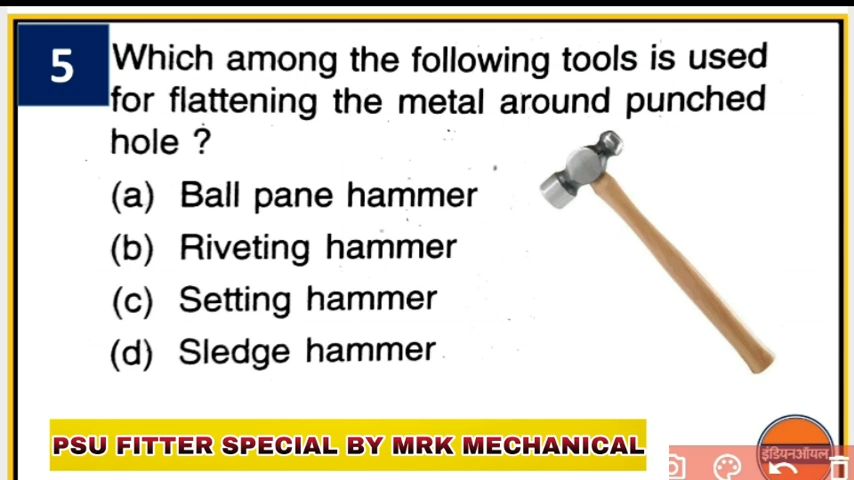 5
Which among the following tools is used
for flattening the metal around punched
hole ?
(a) Ball pane hammer
(b) Riveting hammer
(c) Setting hammer
(d) Sledge hammer
PSU FITTER SPECIAL BY MRK MECHANICAL
इंडियनऑयल